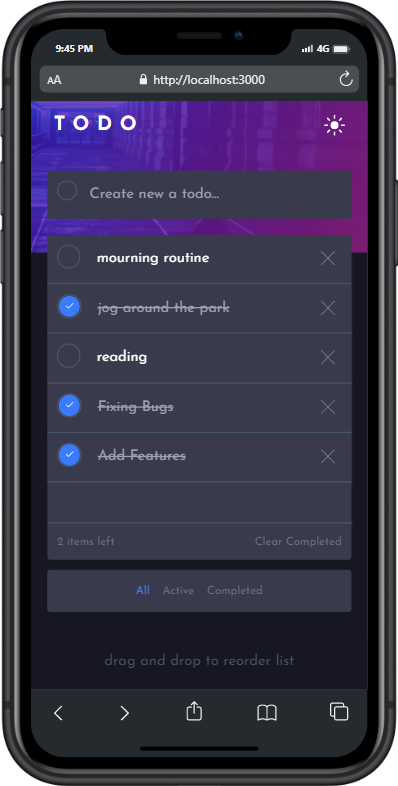 9:45 PM 4G
AA http://localhost:3000
TODO
Create new a todo...
mourning routine
jog around the park
reading
Fixing Bugs
Add Features
2 items left Clear Completed
All Active Completed
drag and drop to reorder list